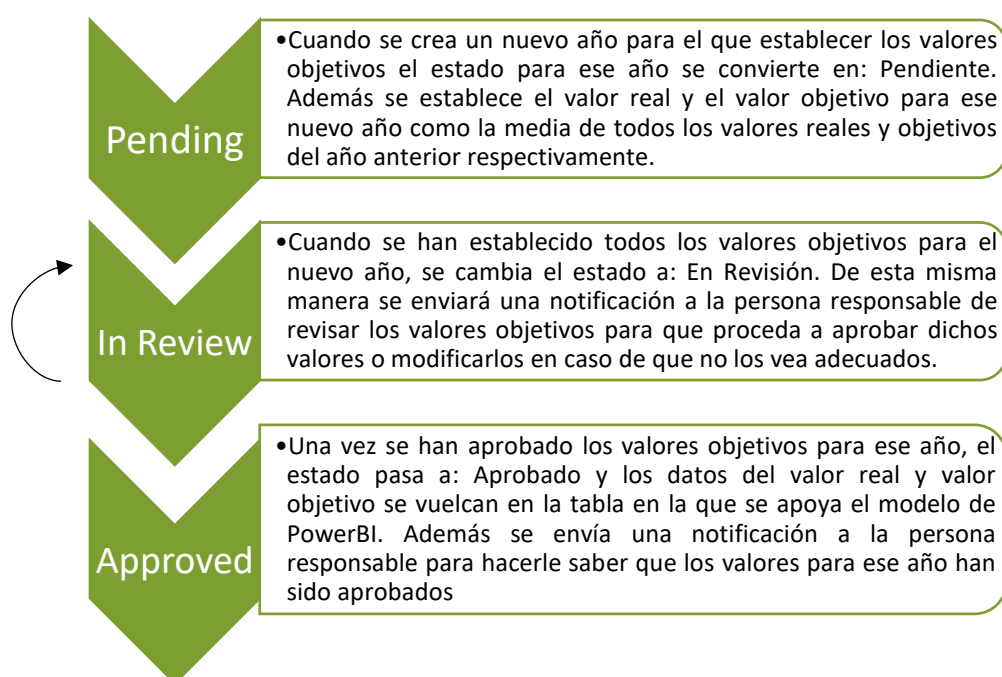 Pending
•Cuando se crea un nuevo año para el que establecer los valores
objetivos el estado para ese año se convierte en: Pendiente.
Además se establece el valor real y el valor objetivo para ese
nuevo año como la media de todos los valores reales y objetivos
del año anterior respectivamente.
In Review
•Cuando se han establecido todos los valores objetivos para el
nuevo año, se cambia el estado a: En Revisión. De esta misma
manera se enviará una notificación a la persona responsable de
revisar los valores objetivos para que proceda a aprobar dichos
valores o modificarlos en caso de que no los vea adecuados.
Approved
•Una vez se han aprobado los valores objetivos para ese año, el
estado pasa a: Aprobado y los datos del valor real y valor
objetivo se vuelcan en la tabla en la que se apoya el modelo de
PowerBI. Además se envía una notificación a la persona
responsable para hacerle saber que los valores para ese año han
sido aprobados